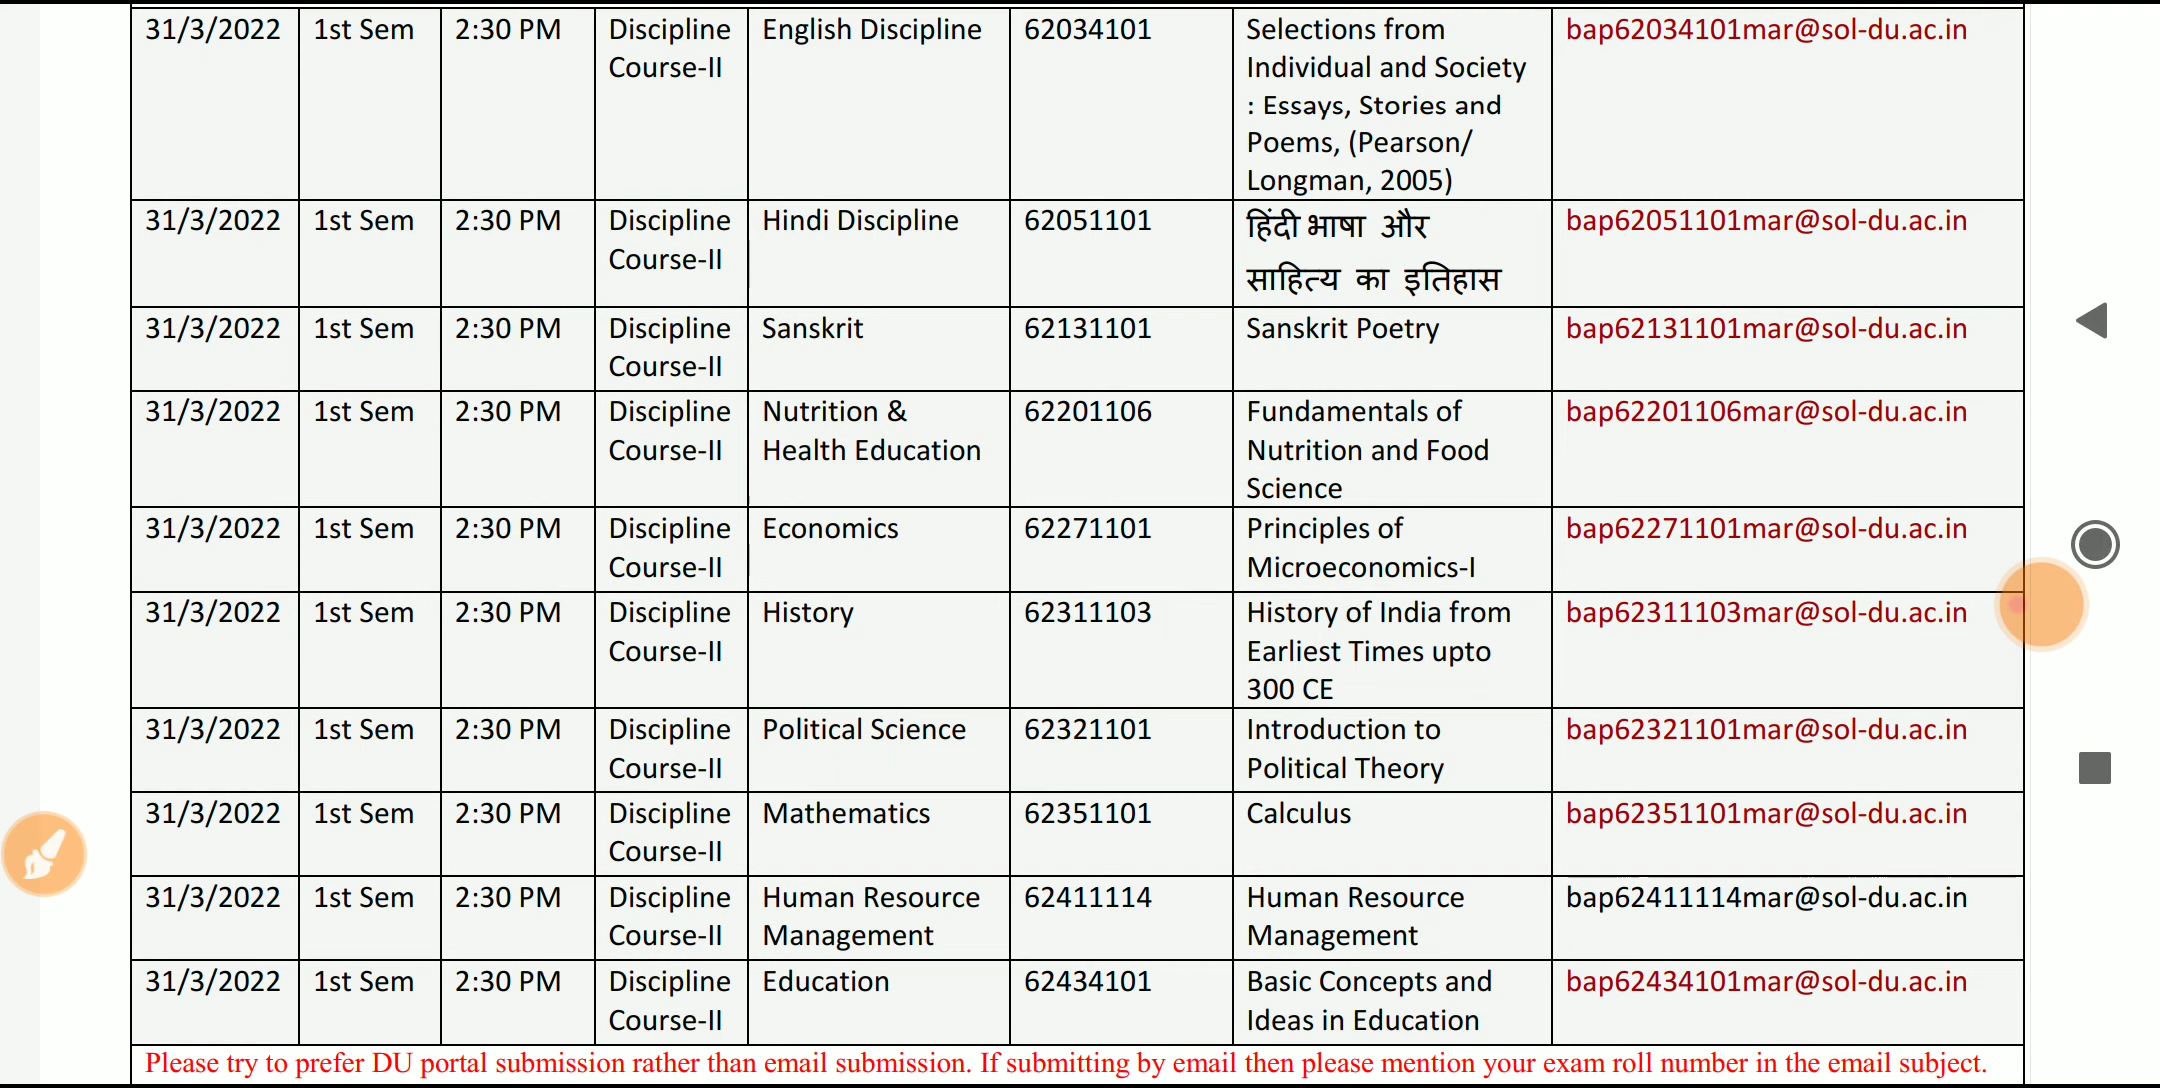 31/3/2022 1st Sem 2:30 PM Discipline English Discipline 62034101 Selections from bap62034101mar@sol-du.ac.in
Course-II Individual and Society
: Essays, Stories and
Poems, (Pearson/
Longman, 2005)
31/3/2022 1st Sem 2:30 PM Discipline Hindi Discipline 62051101 हिंदी भाषा और bap62051101mar@sol-du.ac.in
Course-II साहित्य का इतिहास
31/3/2022 1st Sem 2:30 PM Discipline Sanskrit 62131101 Sanskrit Poetry bap62131101mar@sol-du.ac.in
Course-II
31/3/2022 1st Sem 2:30 PM Discipline Nutrition & 62201106 Fundamentals of bap62201106mar@sol-du.ac.in
Course-II Health Education Nutrition and Food
Science
31/3/2022 1st Sem 2:30 PM Discipline Economics 62271101 Principles of bap62271101mar@sol-du.ac.in
Course-II Microeconomics-I
31/3/2022 1st Sem 2:30 PM Discipline History 62311103 History of India from bap62311103mar@sol-du.ac.in
Course-II Earliest Times upto
300 CE
31/3/2022 1st Sem 2:30 PM Discipline Political Science 62321101 Introduction to bap62321101mar@sol-du.ac.in
Course-II Political Theory
31/3/2022 1st Sem 2:30 PM Discipline Mathematics 62351101 Calculus bap62351101mar@sol-du.ac.in
Course-II
31/3/2022 1st Sem 2:30 PM Discipline Human Resource 62411114 Human Resource bap62411114mar@sol-du.ac.in
Course-II Management Management
31/3/2022 1st Sem 2:30 PM Discipline Education 62434101 Basic Concepts and bap62434101mar@sol-du.ac.in
Course-II Ideas in Education
Please try to prefer DU portal submission rather than email submission. If submitting by email then please mention your exam roll number in the email subject.